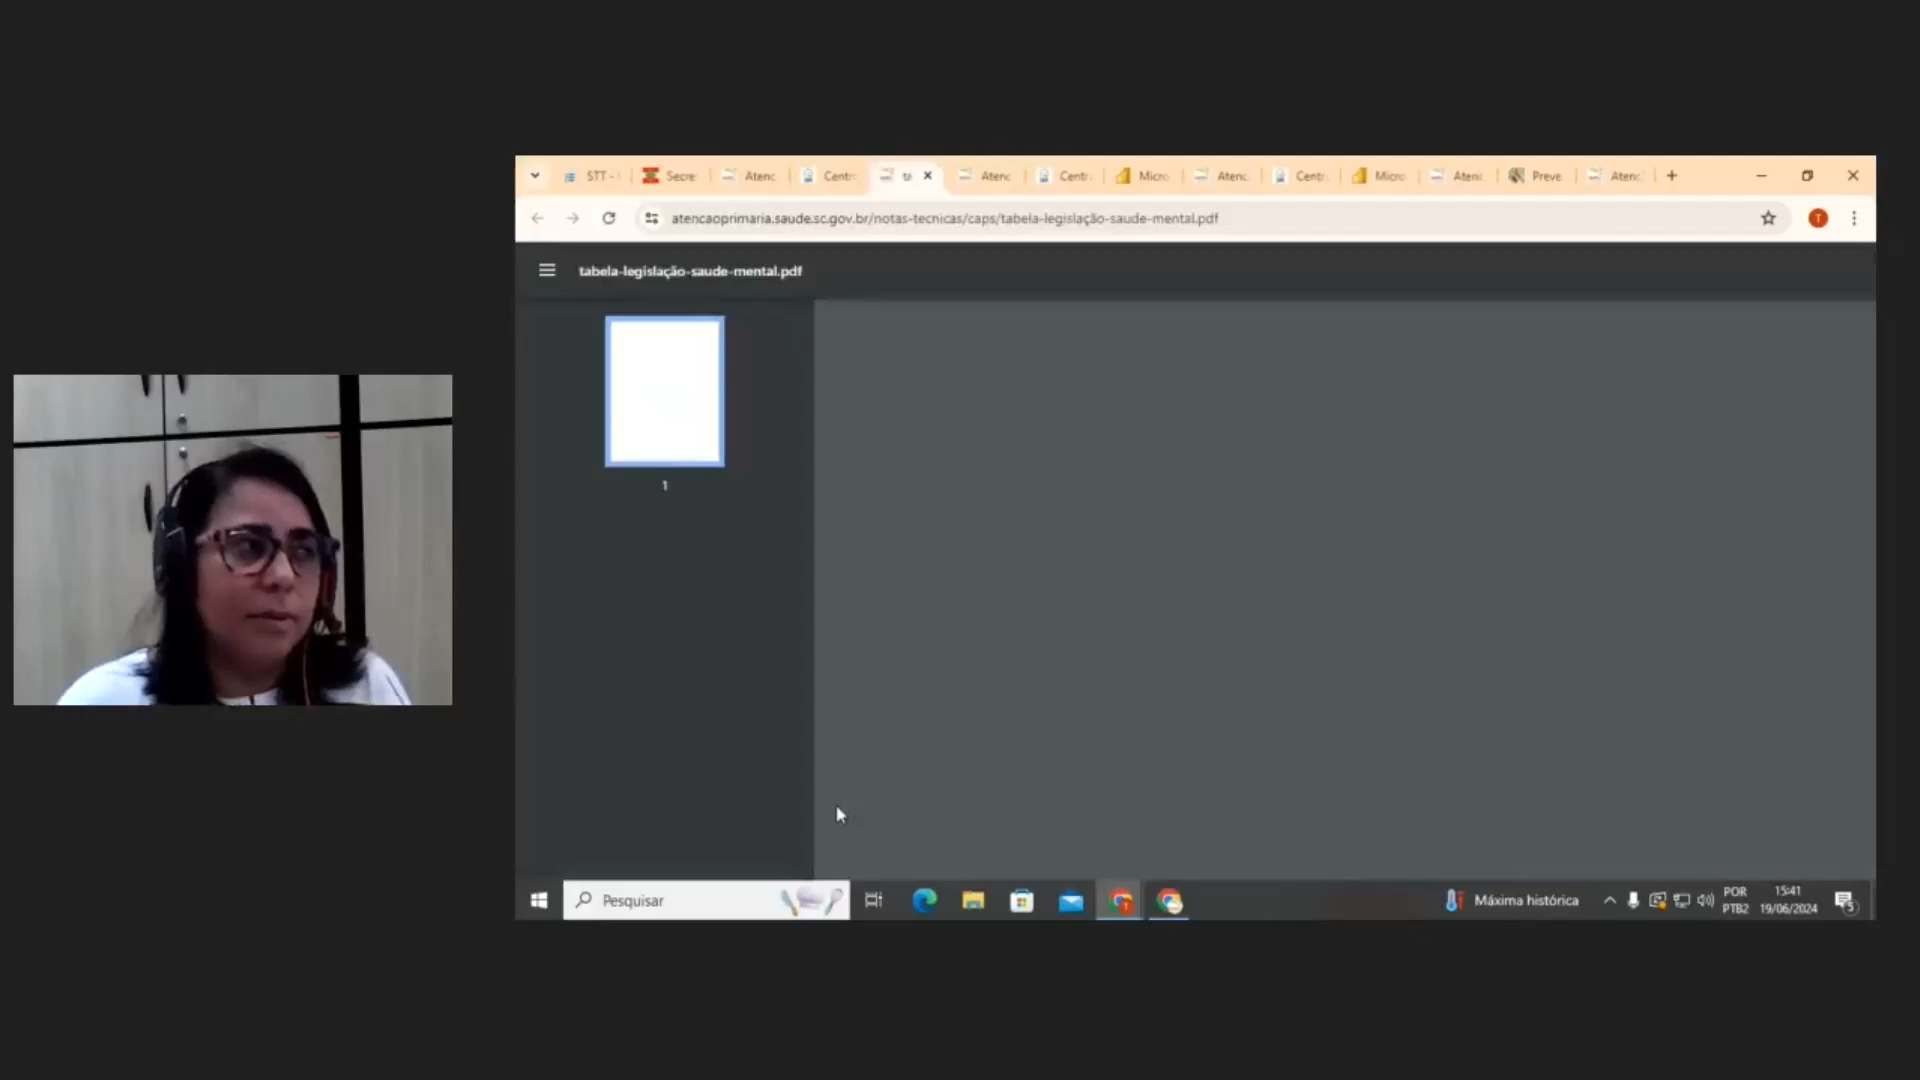 STT -
Secre
Atenc
Centr
Atenc
Centr
Micro
Atenc
Centr
Micro
Atenc
Preve
Atenc
atencaoprimaria.saude.sc.gov.br/notas-tecnicas/caps/tabela-legislação-saude-mental.pdf
T
tabela-legislação-saude-mental.pdf
1
Pesquisar
Máxima histórica
POR
PTB2
15:41
19/06/2024
5